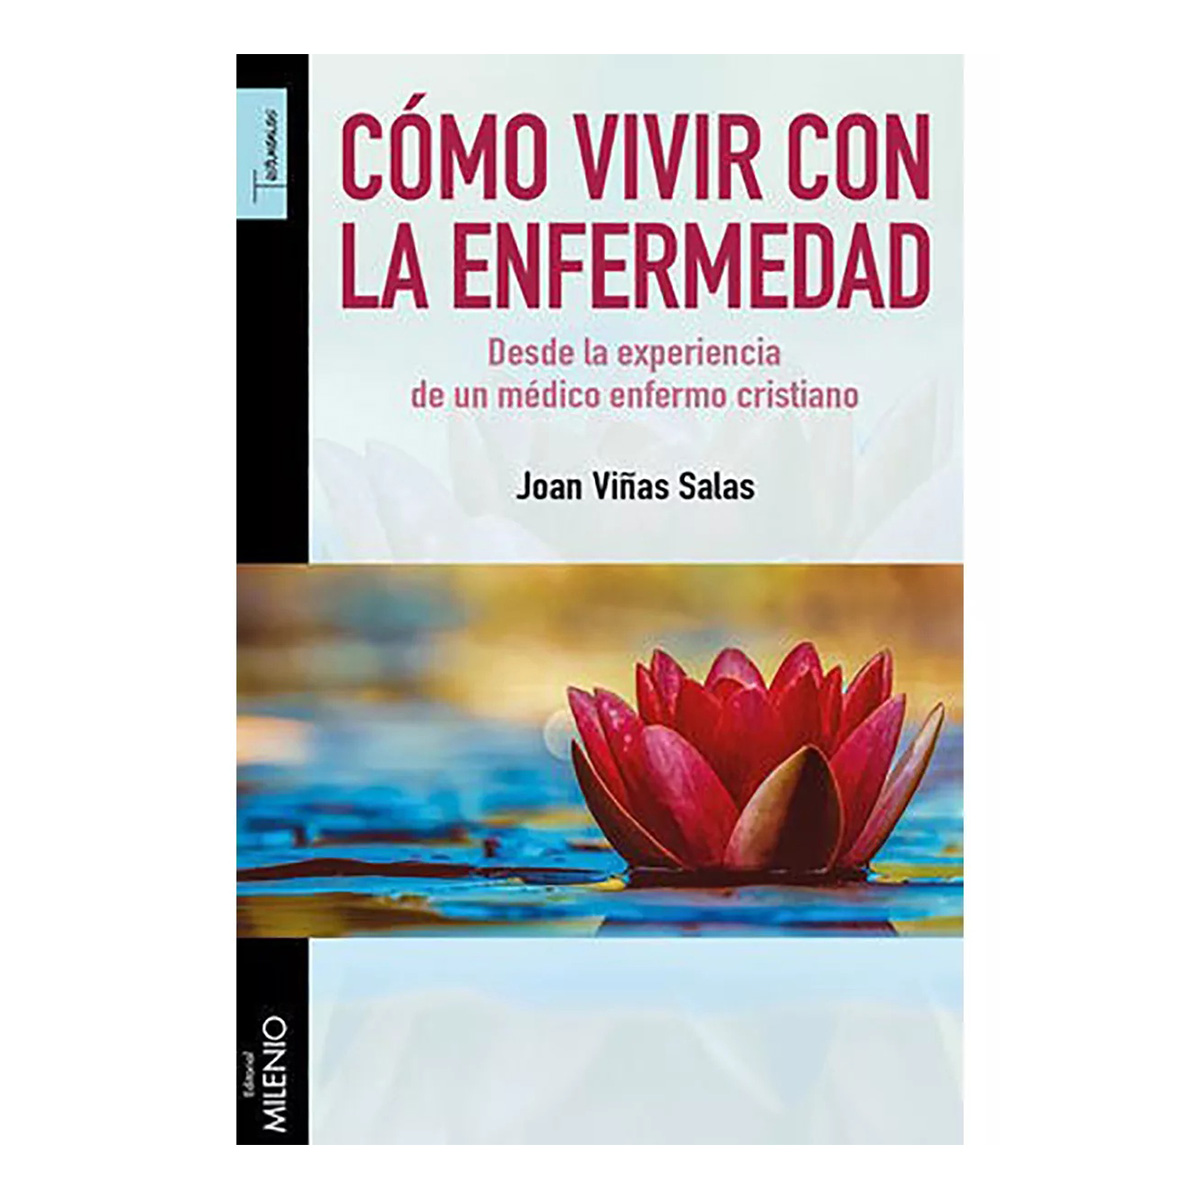 CÓMO VIVIR CON
LA ENFERMEDAD
Desde la experiencia
de un médico enfermo cristiano
Joan Viñas Salas
Editorial
MILENIO